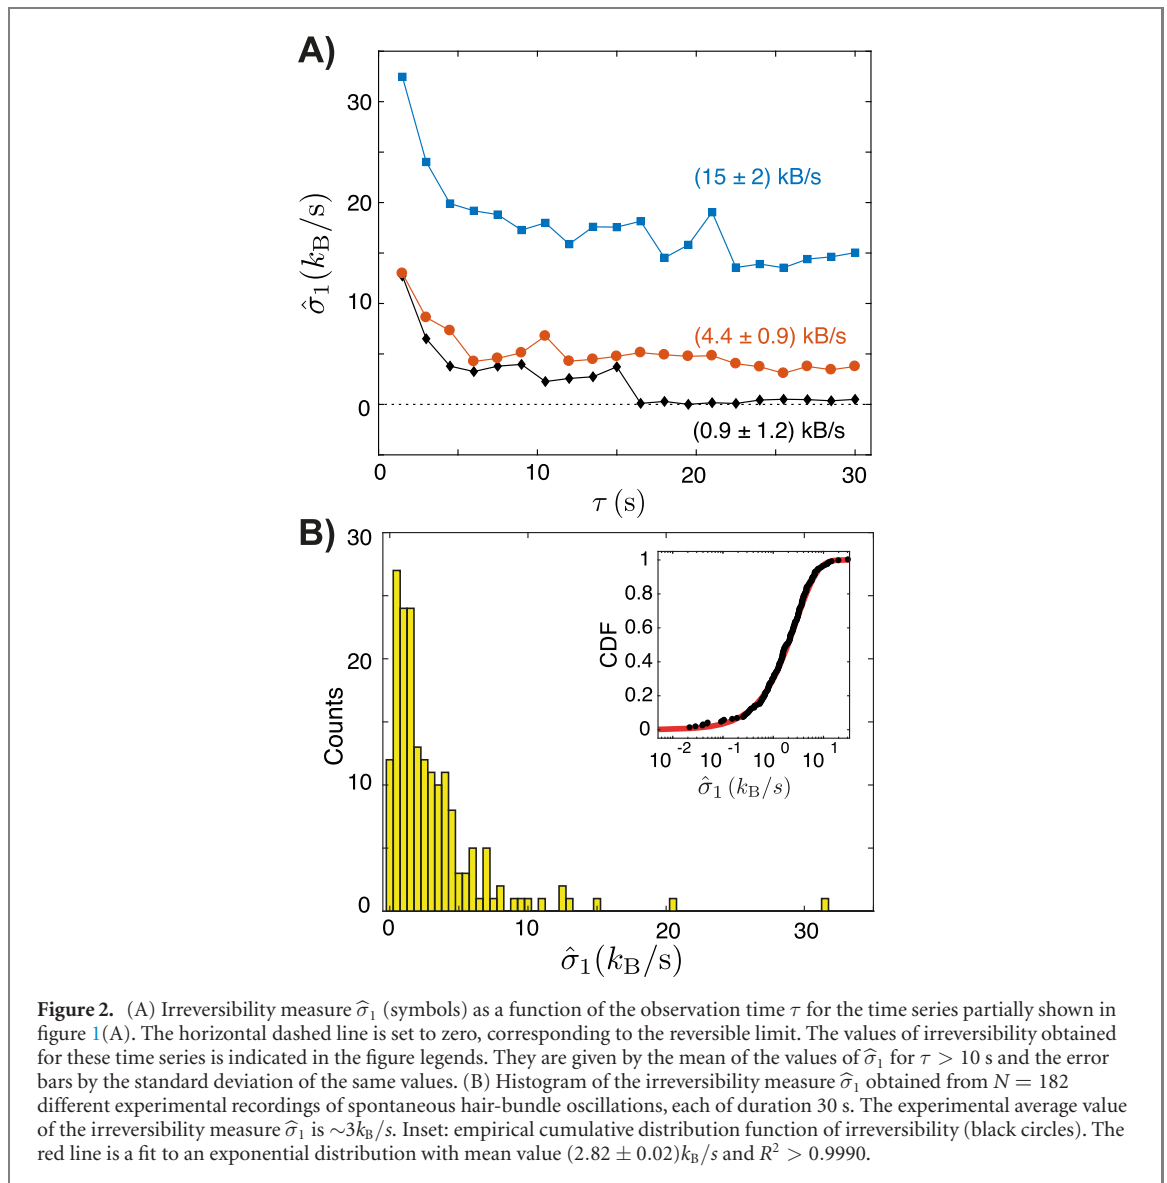 A)
30
20
10
0
σ̂₁(k_B/s)
(15 ± 2) kB/s
(4.4 ± 0.9) kB/s
(0.9 ± 1.2) kB/s
0 10 20 30
τ (s)
B)
30
20
10
0
Counts
0 10 20 30
σ̂₁(k_B/s)
1
0.8
0.6
0.4
0.2
0
CDF
10⁻² 10⁻¹ 10⁰ 10¹
σ̂₁ (k_B/s)
Figure 2. (A) Irreversibility measure σ̂₁ (symbols) as a function of the observation time τ for the time series partially shown in
figure 1(A). The horizontal dashed line is set to zero, corresponding to the reversible limit. The values of irreversibility obtained
for these time series is indicated in the figure legends. They are given by the mean of the values of σ̂₁ for τ > 10 s and the error
bars by the standard deviation of the same values. (B) Histogram of the irreversibility measure σ̂₁ obtained from N = 182
different experimental recordings of spontaneous hair-bundle oscillations, each of duration 30 s. The experimental average value
of the irreversibility measure σ̂₁ is ∼3k_B/s. Inset: empirical cumulative distribution function of irreversibility (black circles). The
red line is a fit to an exponential distribution with mean value (2.82 ± 0.02)k_B/s and R² > 0.9990.